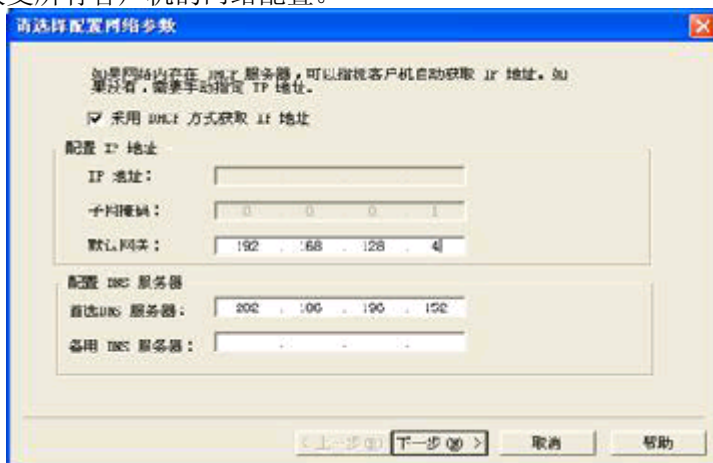 所有客户机的网络配置。
请选择配置网络参数
如果网络内存在 DHCP 服务器，可以指统客户机自动获取 IP 地址。如
果没有，需要手动指定 IP 地址。
采用 DHCP 方式获取 IP 地址
配置 IP 地址
IP 地址：
子网掩码： 0 . 0 . 0 . 1
默认网关： 192 . 168 . 128 . 4
配置 DNS 服务器
首选DNS 服务器： 202 . 106 . 196 . 152
备用 DNS 服务器： . . .
<上一步(B) 下一步(N) > 取消 帮助